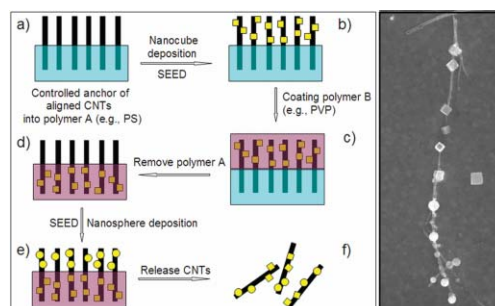 a)
Nanocube
deposition
SEED
b)
Controlled anchor of
aligned CNTs
into polymer A (e.g., PS)
Coating polymer B
(e.g., PVP)
d)
Remove polymer A
c)
SEED
Nanosphere deposition
e)
Release CNTs
f)